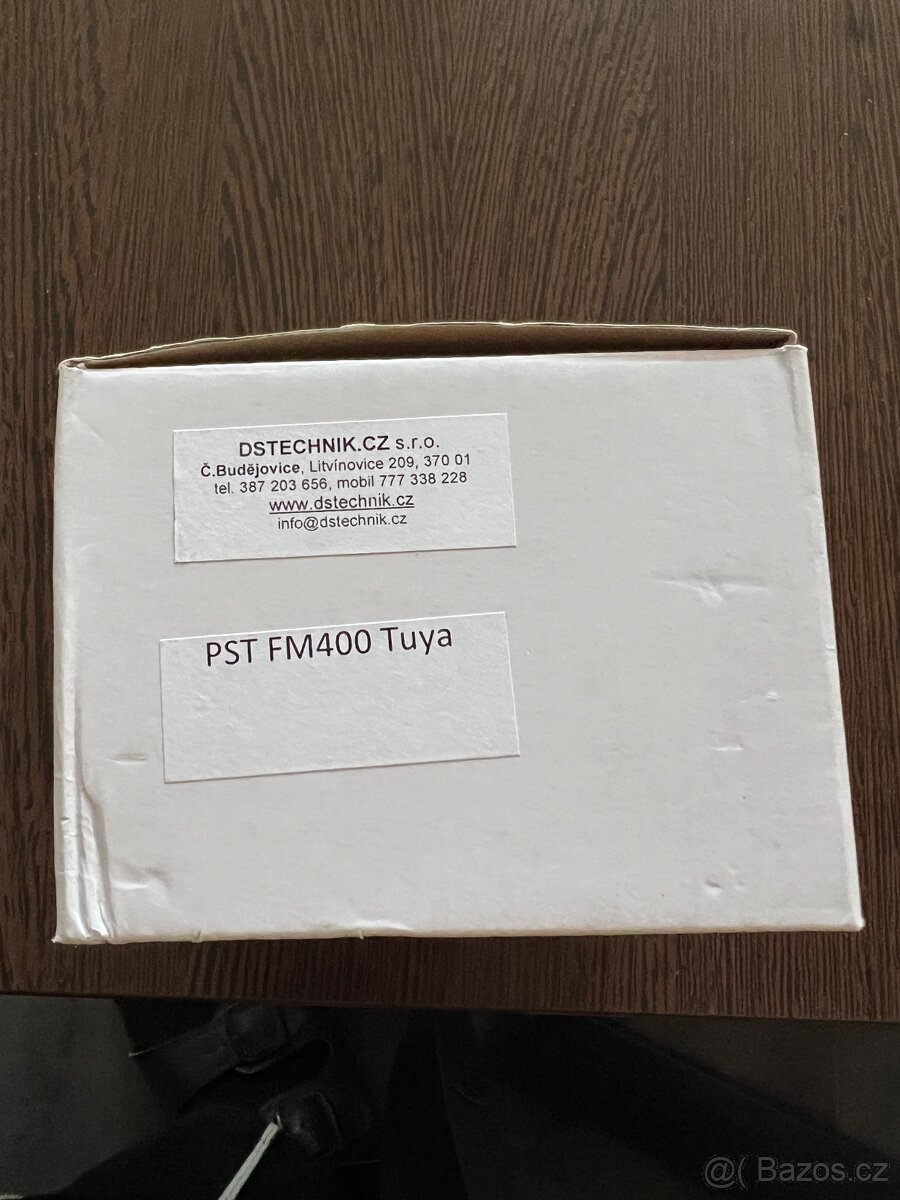 DSTECHNIK.CZ s.r.o.
Č.Budějovice, Litvínovice 209, 370 01
tel. 387 203 656, mobil 777 338 228
www.dstechnik.cz
info@dstechnik.cz
PST FM400 Tuya
@( Bazos.cz